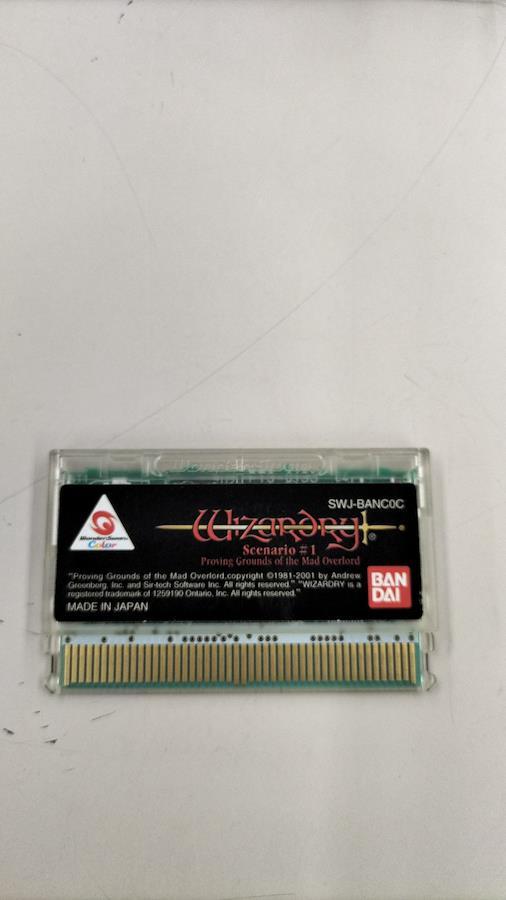 WonderSwan
SWJ-BANC0C
WonderSwan
Color
Wizardry®
Scenario #1
Proving Grounds of the Mad Overlord
"Proving Grounds of the Mad Overlord,copyright ©1981-2001 by Andrew
Greenberg, Inc. and Sir-tech Software Inc. All rights reserved." "WIZARDRY is a
registered trademark of 1259190 Ontario, Inc. All rights reserved."
MADE IN JAPAN
BAN
DAI